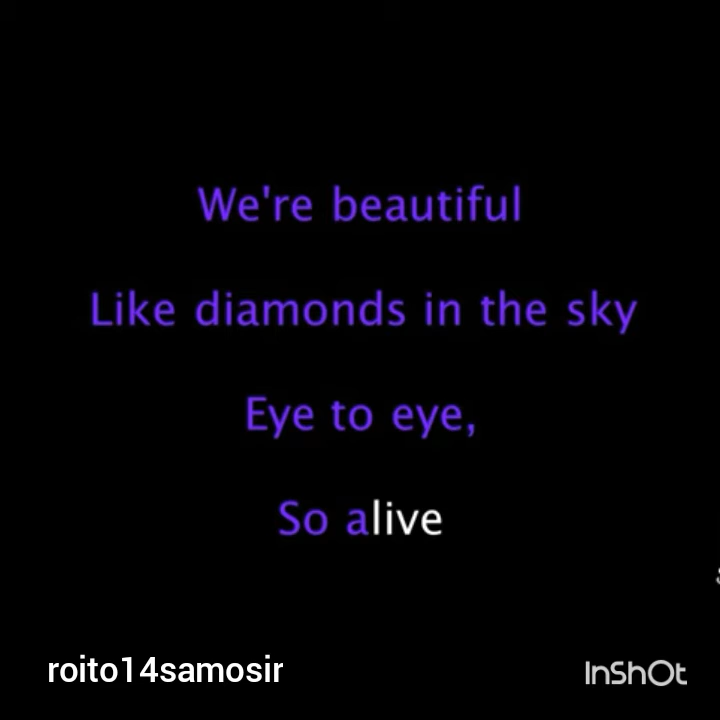 We're beautiful
Like diamonds in the sky
Eye to eye,
So alive
roito14samosir
InShOt